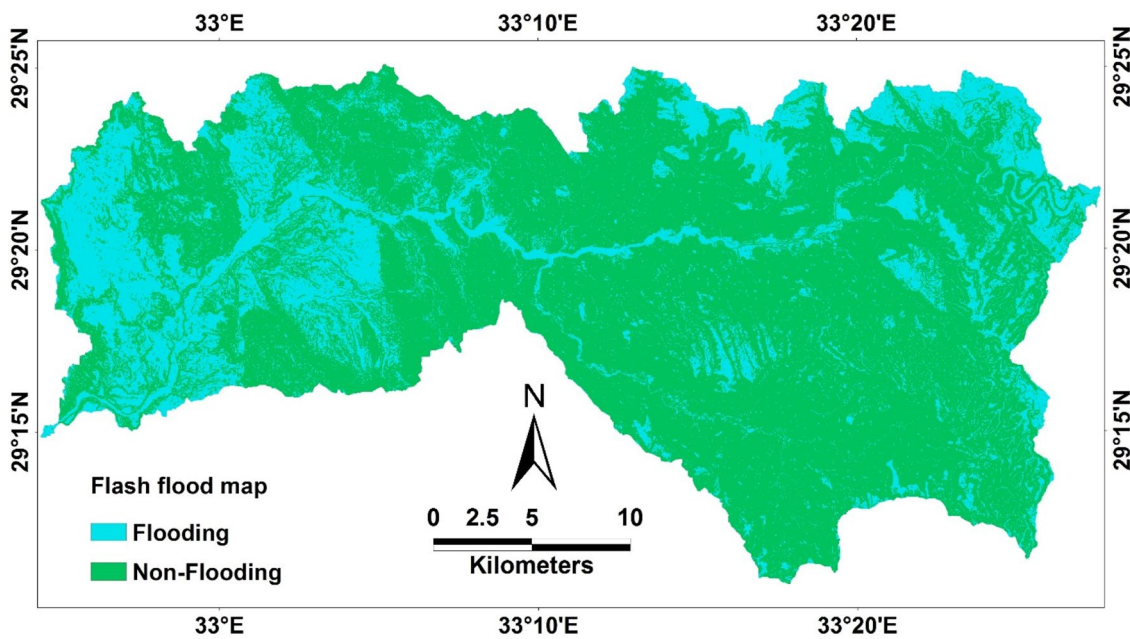 33°E 33°10'E 33°20'E
29°25'N 29°25'N
29°20'N 29°20'N
29°15'N 29°15'N
N
Flash flood map
Flooding
Non-Flooding
0 2.5 5 10
Kilometers
33°E 33°10'E 33°20'E